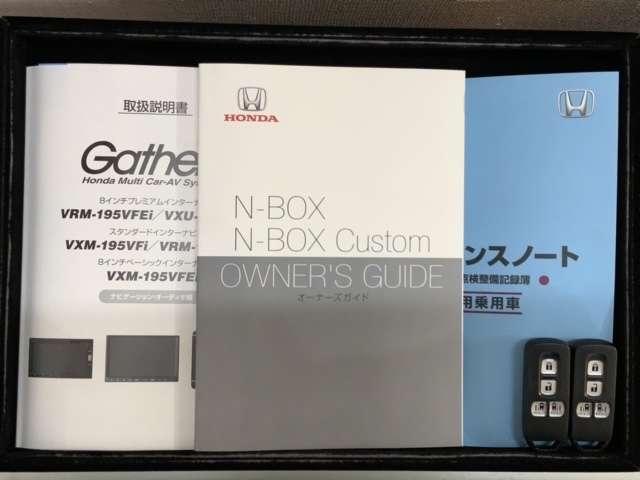 取扱説明書
Gathe
Honda Multi Car-AV Sy
8インチプレミアムインター
VRM-195VFEi/VXU-
スタンダードインターナビ
VXM-195VFi/VRM-
8インチベーシックインターナ
VXM-195VFE
ナビゲーション・オーディオ編
HONDA
N-BOX
N-BOX Custom
OWNER'S GUIDE
オーナーズガイド
ンスノート
点検整備記録簿
用乗用車